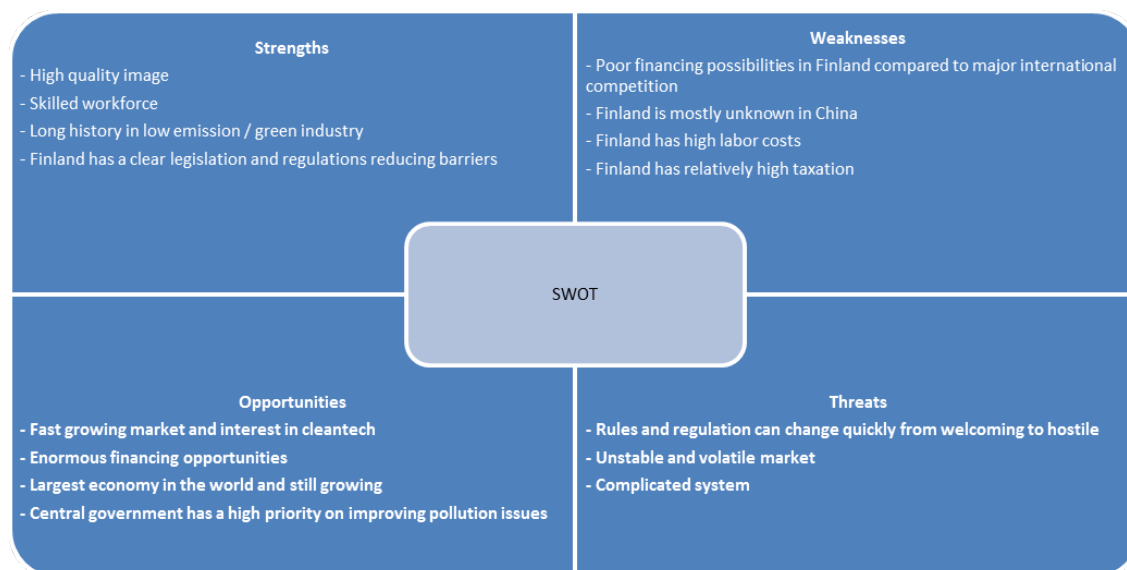 Strengths
- High quality image
- Skilled workforce
- Long history in low emission / green industry
- Finland has a clear legislation and regulations reducing barriers
Weaknesses
- Poor financing possibilities in Finland compared to major international
competition
- Finland is mostly unknown in China
- Finland has high labor costs
- Finland has relatively high taxation
SWOT
Opportunities
- Fast growing market and interest in cleantech
- Enormous financing opportunities
- Largest economy in the world and still growing
- Central government has a high priority on improving pollution issues
Threats
- Rules and regulation can change quickly from welcoming to hostile
- Unstable and volatile market
- Complicated system